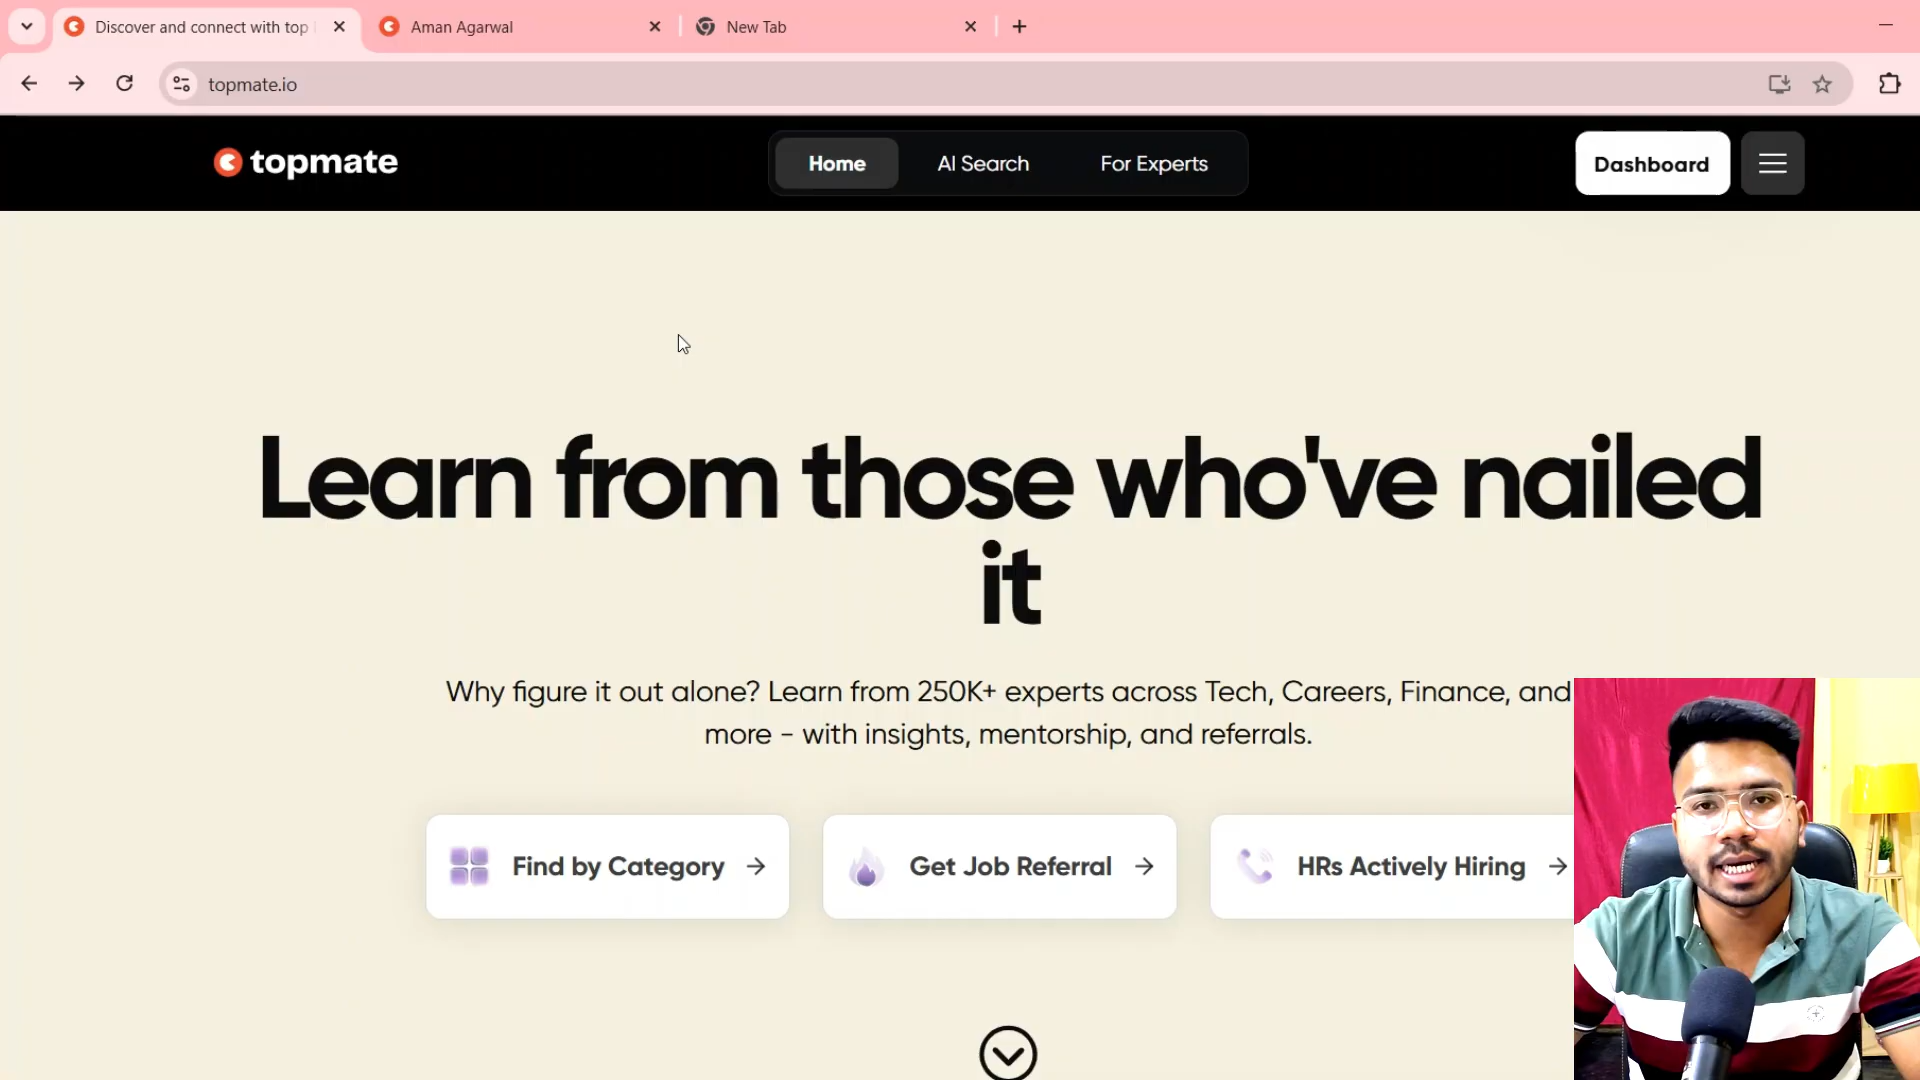 Discover and connect with top
Aman Agarwal
New Tab
topmate.io
topmate
Home
AI Search
For Experts
Dashboard
Learn from those who've nailed
it
Why figure it out alone? Learn from 250K+ experts across Tech, Careers, Finance, and
more - with insights, mentorship, and referrals.
Find by Category
Get Job Referral
HRs Actively Hiring